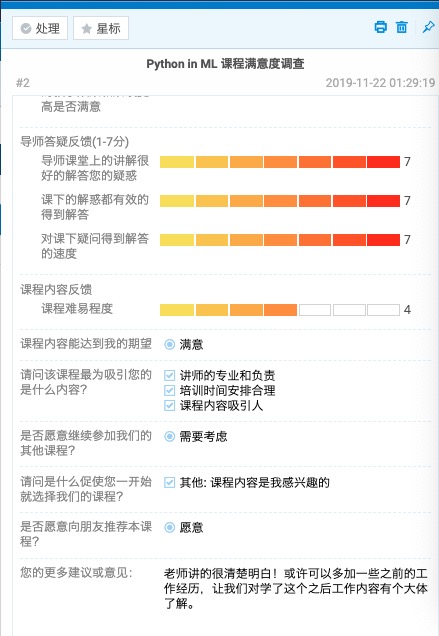 处理
星标
Python in ML 课程满意度调查
#2
2019-11-22 01:29:19
高是否满意
导师答疑反馈(1-7分)
导师课堂上的讲解很
好的解答您的疑惑
7
课下的解惑都有效的
得到解答
7
对课下疑问得到解答
的速度
7
课程内容反馈
课程难易程度
4
课程内容能达到我的期望
满意
请问该课程最为吸引您的
是什么内容?
讲师的专业和负责
培训时间安排合理
课程内容吸引人
是否愿意继续参加我们的
其他课程?
需要考虑
请问是什么促使您一开始
就选择我们的课程?
其他: 课程内容是我感兴趣的
是否愿意向朋友推荐本课
程?
愿意
您的更多建议或意见:
老师讲的很清楚明白！或许可以多加一些之前的工
作经历，让我们对学了这个之后工作内容有个大体
了解。